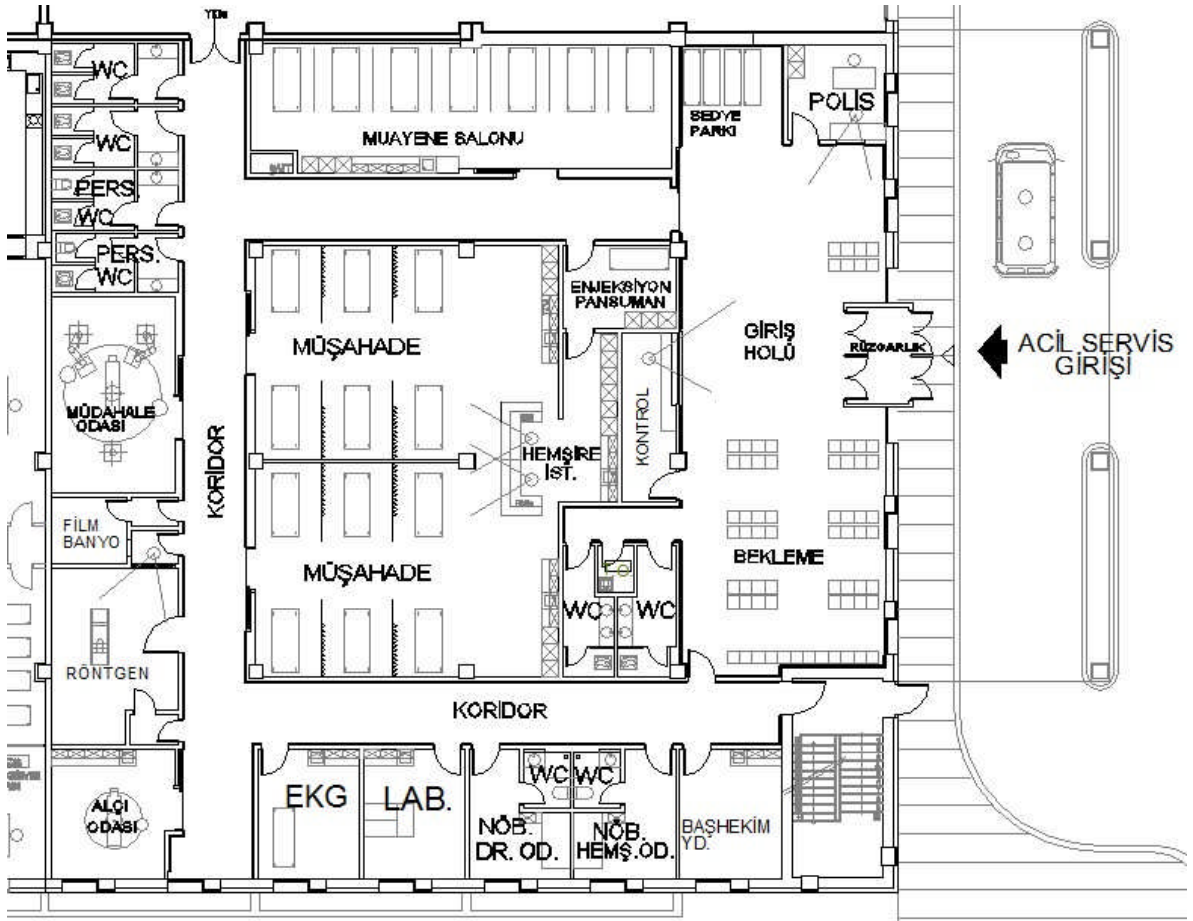 YENİ
WC
WC
PERS.
WC
PERS.
WC
MUAYENE SALONU
SEDYE
PARKI
POLİS
ENJEKSİYON
PANSUMAN
MÜŞAHADE
GİRİŞ
HOLÜ
RÜZGARLIK
ACİL SERVİS
GİRİŞİ
MÜDAHALE
ODASI
KORİDOR
HEMŞİRE
İST.
KONTROL
FİLM
BANYO
BEKLEME
MÜŞAHADE
WC
WC
RÖNTGEN
KORİDOR
ALÇI
ODASI
EKG
LAB.
WC
WC
NÖB.
DR. OD.
NÖB.
HEMŞ.OD.
BAŞHEKİM
YD.